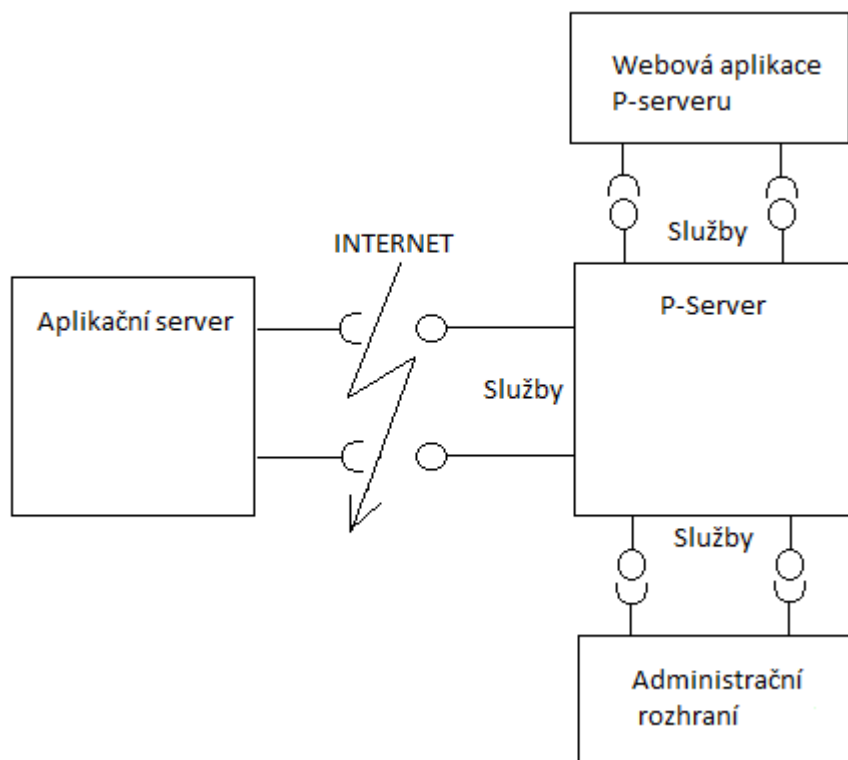 Webová aplikace
P-serveru
Služby
INTERNET
Aplikační server
P-Server
Služby
Služby
Administrační
rozhraní